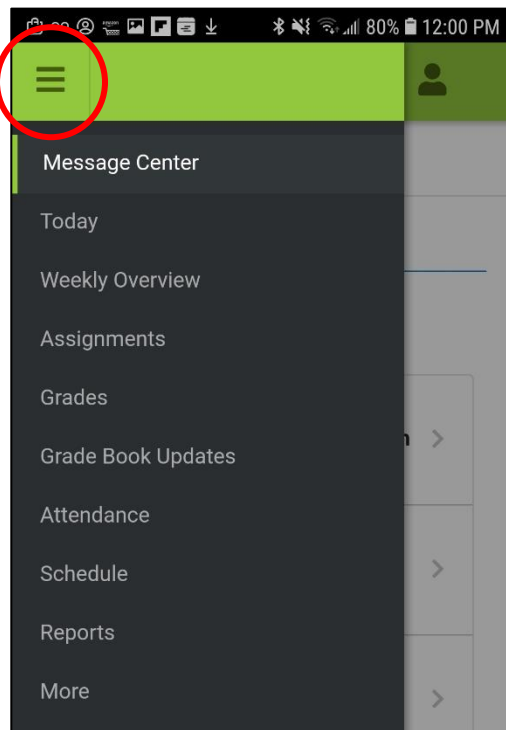 80% 12:00 PM
Message Center
Today
Weekly Overview
Assignments
Grades
Grade Book Updates
Attendance
Schedule
Reports
More